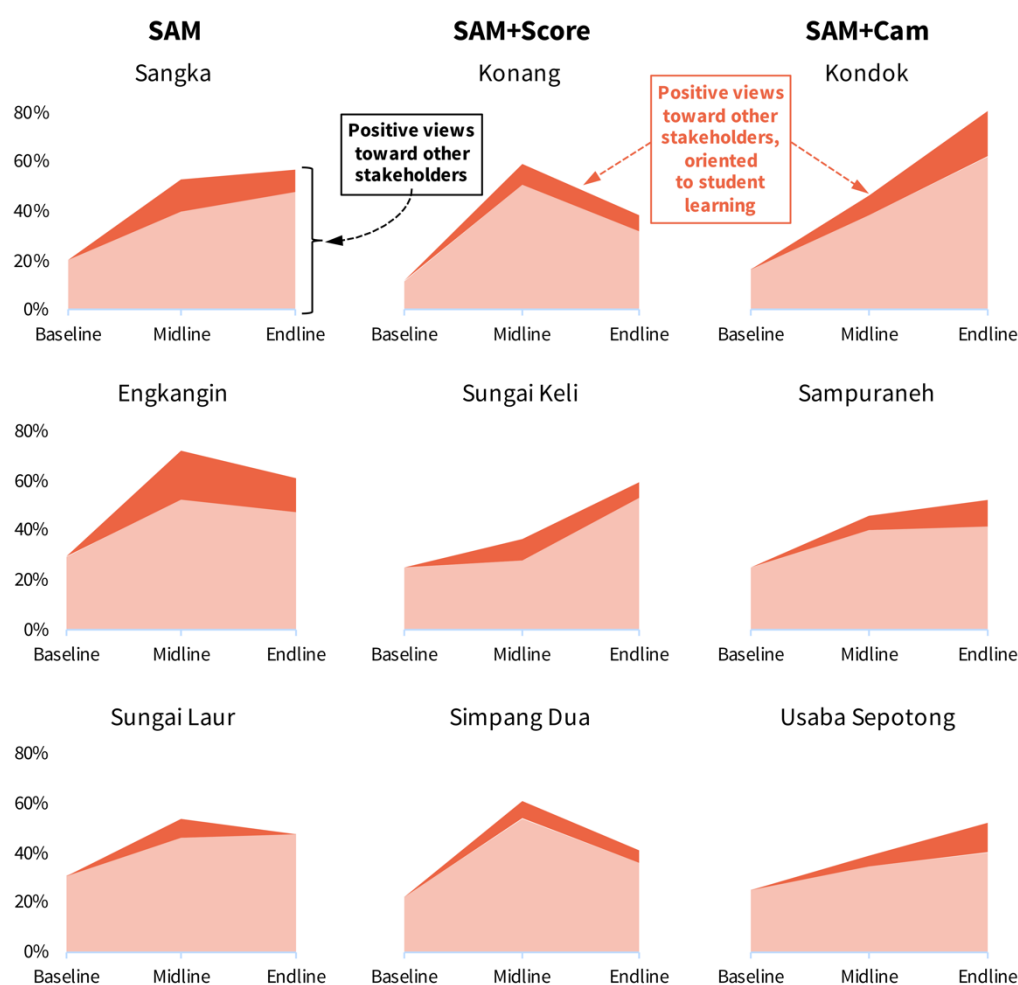 SAM
SAM+Score
SAM+Cam
Sangka
Konang
Kondok
Positive views
toward other
stakeholders
Positive views
toward other
stakeholders,
oriented
to student
learning
80%
60%
40%
20%
0%
Baseline Midline Endline
Baseline Midline Endline
Baseline Midline Endline
Engkangin
Sungai Keli
Sampuraneh
80%
60%
40%
20%
0%
Baseline Midline Endline
Baseline Midline Endline
Baseline Midline Endline
Sungai Laur
Simpang Dua
Usaba Sepotong
80%
60%
40%
20%
0%
Baseline Midline Endline
Baseline Midline Endline
Baseline Midline Endline